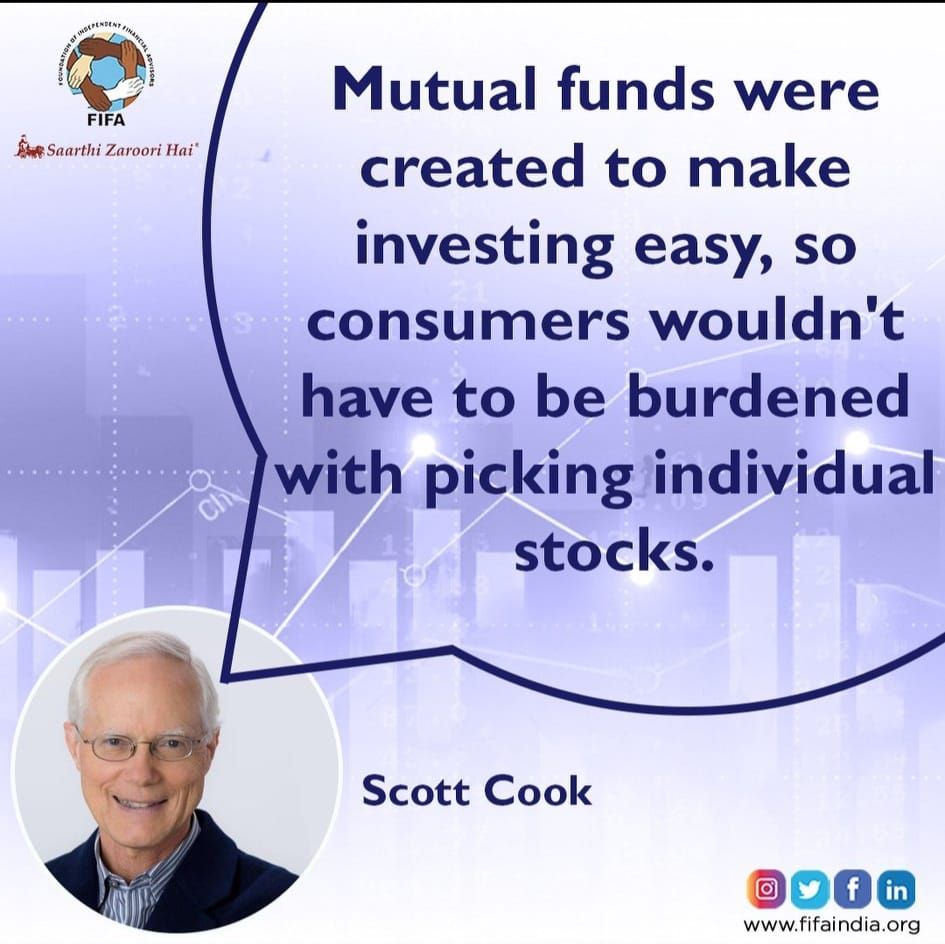 FOUNDATION OF INDEPENDENT FINANCIAL ADVISORS
FIFA
Saarthi Zaroori Hai®
Mutual funds were
created to make
investing easy, so
consumers wouldn't
have to be burdened
with picking individual
stocks.
Scott Cook
www.fifaindia.org